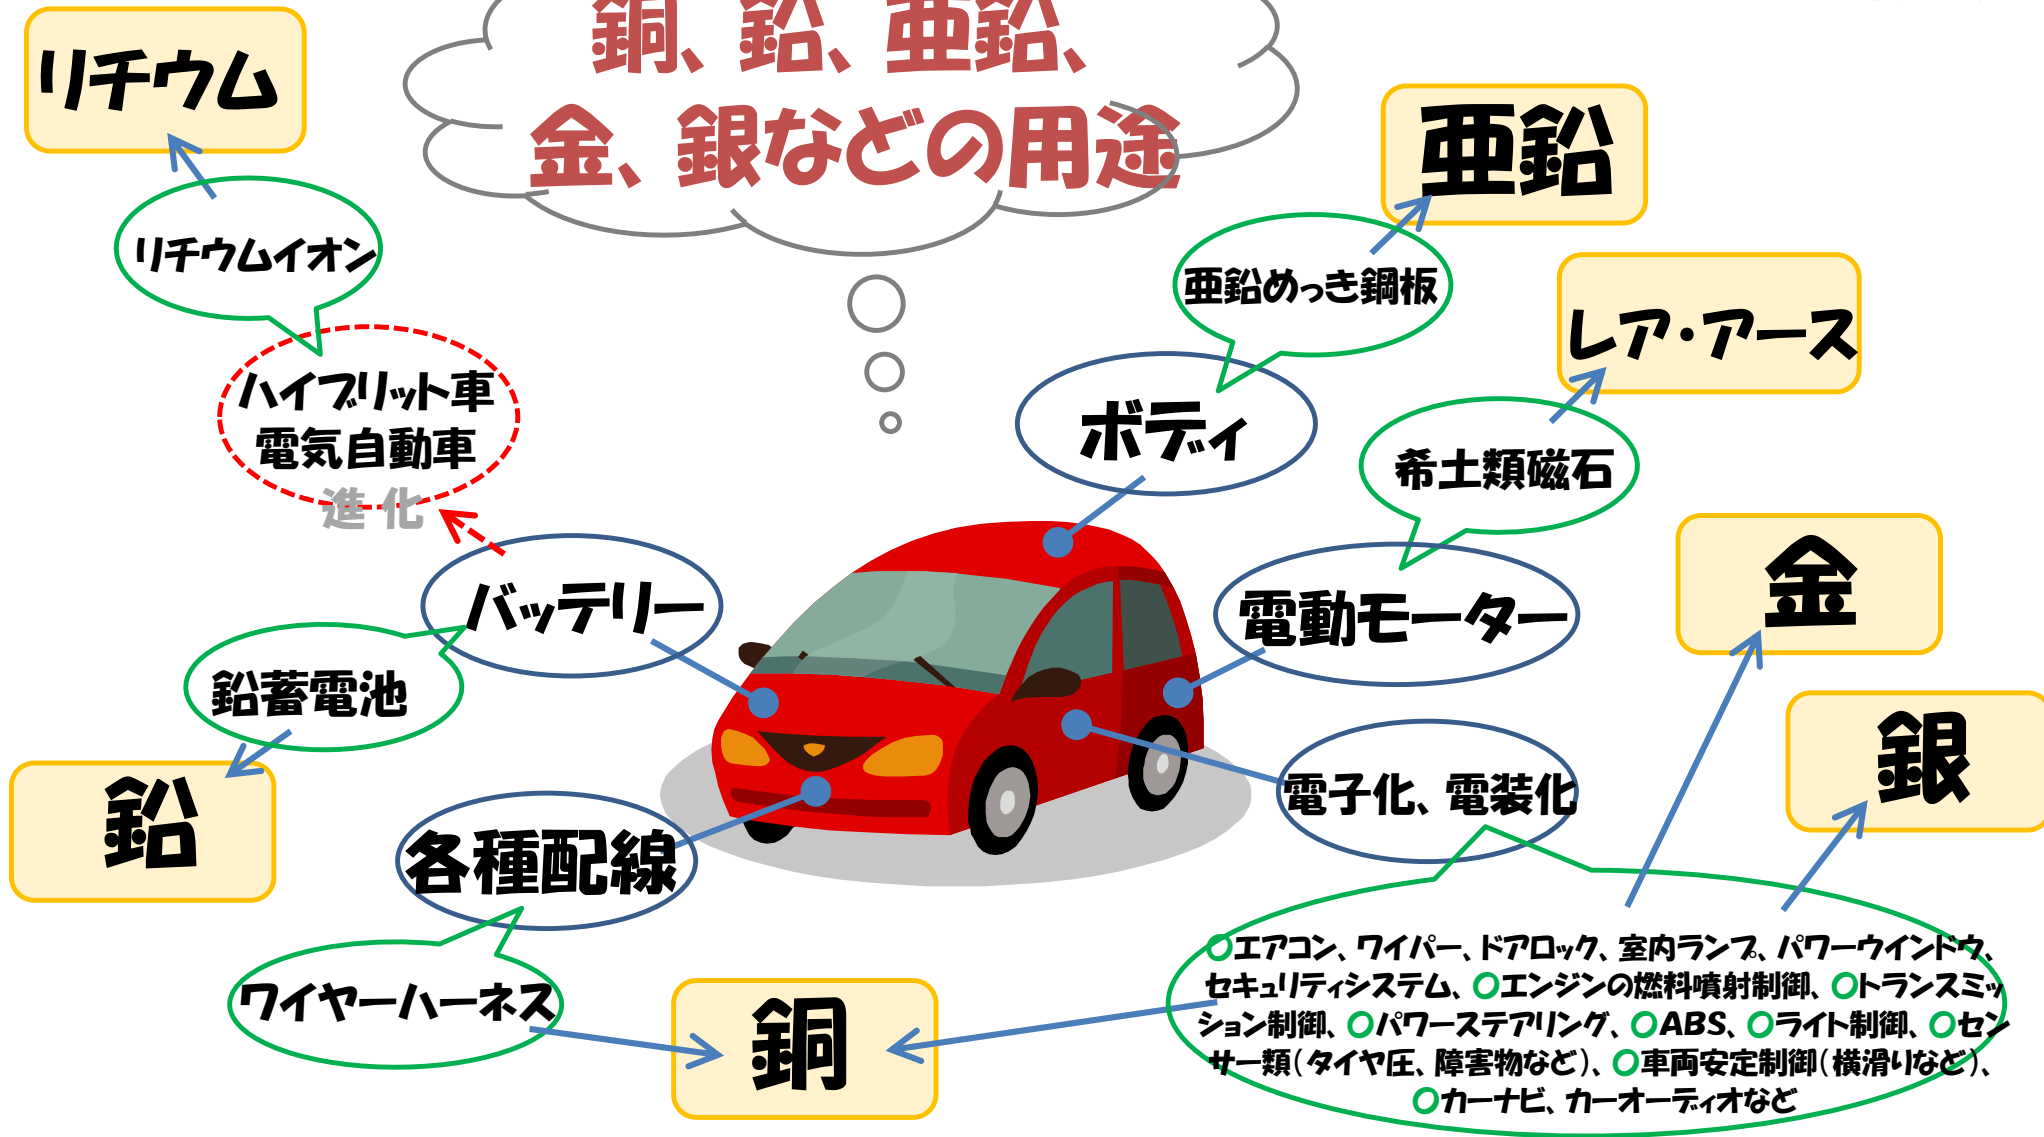 銅、鉛、亜鉛、
金、銀などの用途
リチウム
リチウムイオン
ハイブリット車
電気自動車
進 化
バッテリー
鉛蓄電池
鉛
各種配線
ワイヤーハーネス
銅
亜鉛
亜鉛めっき鋼板
ボディ
レア・アース
希土類磁石
電動モーター
金
銀
電子化、電装化
○エアコン、ワイパー、ドアロック、室内ランプ、パワーウインドウ、
セキュリティシステム、○エンジンの燃料噴射制御、○トランスミッ
ション制御、○パワーステアリング、○ABS、○ライト制御、○セン
サー類(タイヤ圧、障害物など)、○車両安定制御(横滑りなど)、
○カーナビ、カーオーディオなど